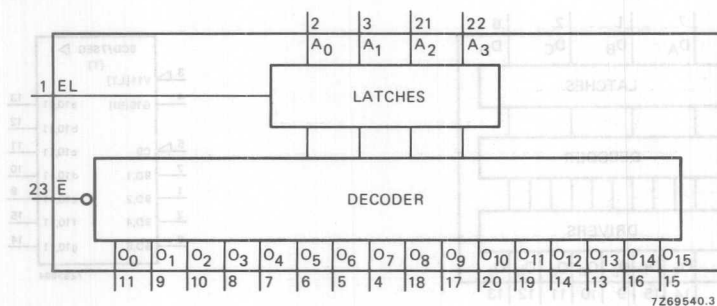 2 3 21 22
A0 A1 A2 A3
1 EL
LATCHES
23 E̅
DECODER
O0 O1 O2 O3 O4 O5 O6 O7 O8 O9 O10 O11 O12 O13 O14 O15
11 9 10 8 7 6 5 4 18 17 20 19 14 13 16 15
7Z69540.3